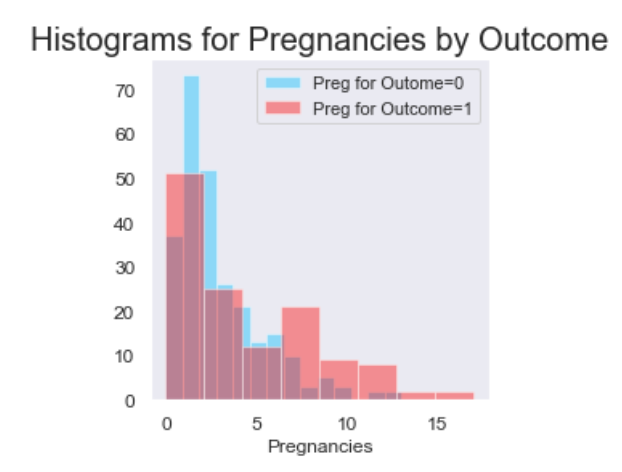 Histograms for Pregnancies by Outcome
Preg for Outome=0
Preg for Outcome=1
70
60
50
40
30
20
10
0
0 5 10 15
Pregnancies